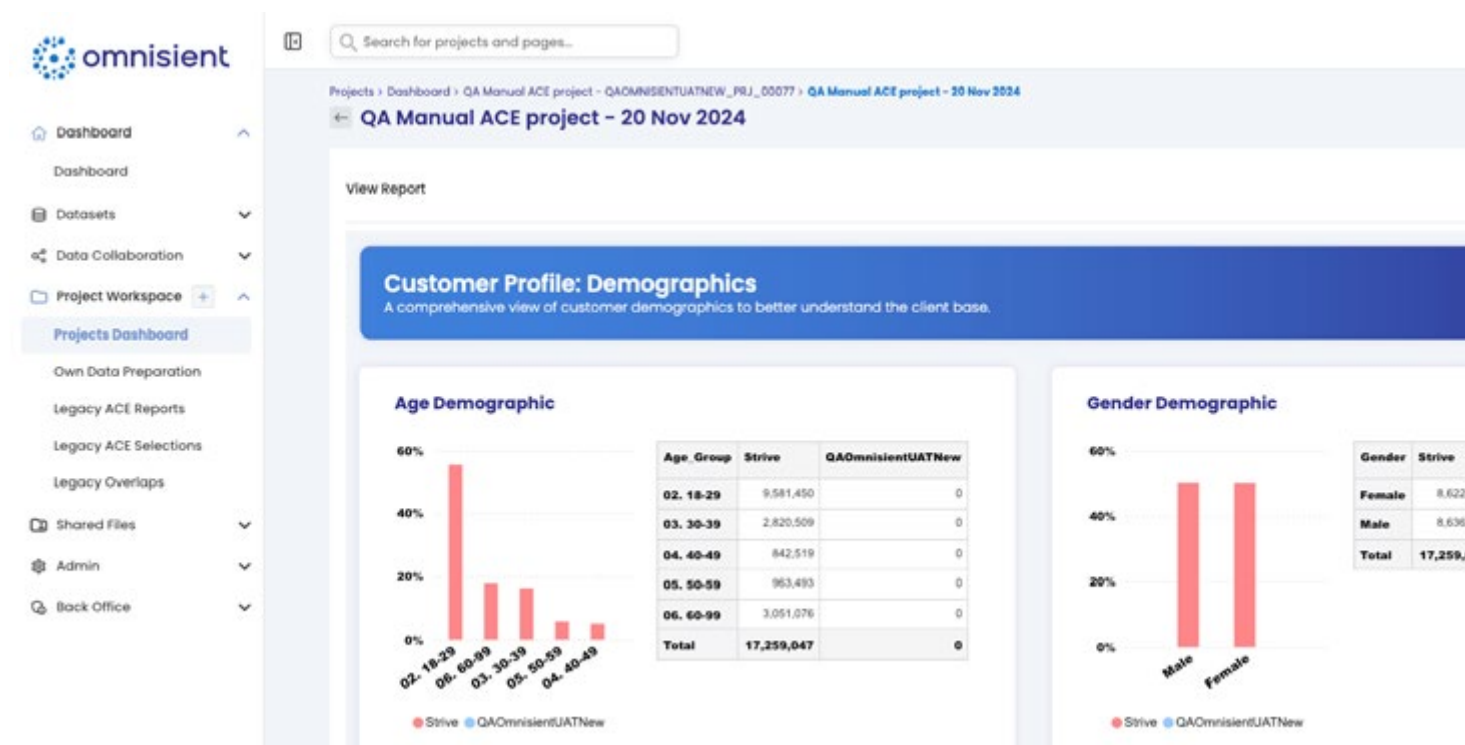 omnisient
Search for projects and pages...
Projects > Dashboard > QA Manual ACE project - QAOMNISIENTUATNEW_PRJ_00077 > QA Manual ACE project - 20 Nov 2024
← QA Manual ACE project - 20 Nov 2024
Dashboard
Dashboard
Datasets
Data Collaboration
Project Workspace +
Projects Dashboard
Own Data Preparation
Legacy ACE Reports
Legacy ACE Selections
Legacy Overlaps
Shared Files
Admin
Back Office
View Report
Customer Profile: Demographics
A comprehensive view of customer demographics to better understand the client base.
Age Demographic
60%
40%
20%
0%
02. 18-29
06. 60-99
03. 30-39
05. 50-59
04. 40-49
Strive QAOmnisientUATNew
Age_Group Strive QAOmnisientUATNew
02. 18-29 9,581,450 0
03. 30-39 2,820,509 0
04. 40-49 842,519 0
05. 50-59 963,493 0
06. 60-99 3,051,076 0
Total 17,259,047 0
Gender Demographic
60%
40%
20%
0%
Male
Female
Strive QAOmnisientUATNew
Gender Strive
Female 8,622
Male 8,636
Total 17,259,